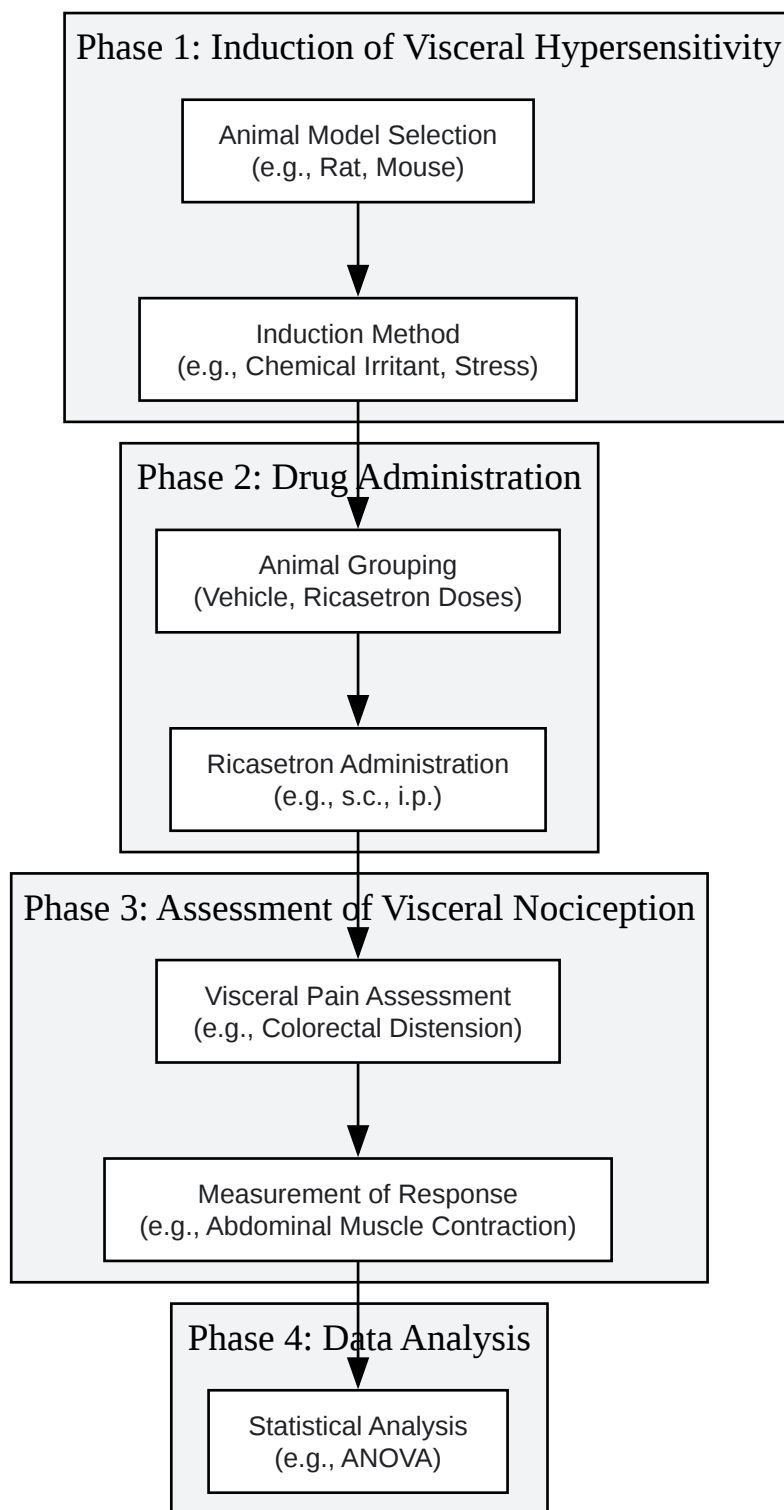 Phase 1: Induction of Visceral Hypersensitivity
Animal Model Selection
(e.g., Rat, Mouse)
Induction Method
(e.g., Chemical Irritant, Stress)
Phase 2: Drug Administration
Animal Grouping
(Vehicle, Ricasetron Doses)
Ricasetron Administration
(e.g., s.c., i.p.)
Phase 3: Assessment of Visceral Nociception
Visceral Pain Assessment
(e.g., Colorectal Distension)
Measurement of Response
(e.g., Abdominal Muscle Contraction)
Phase 4: Data Analysis
Statistical Analysis
(e.g., ANOVA)